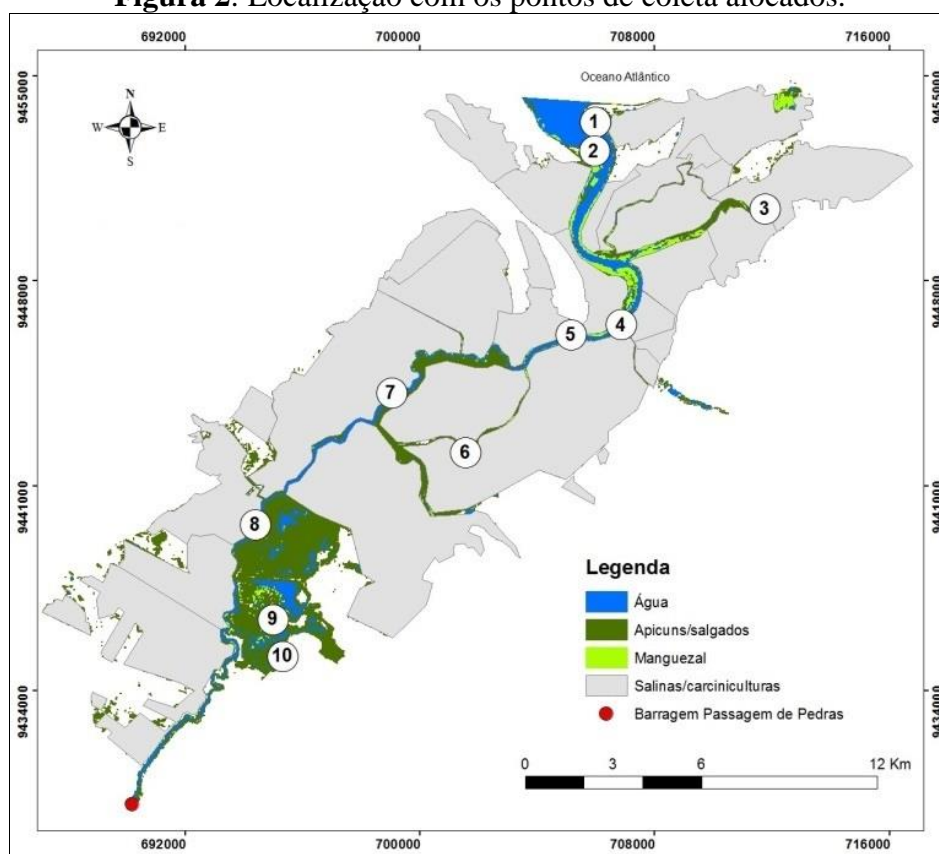 Figura 2. Localização com os pontos de coleta alocados.
692000 700000 708000 716000
9455000 9455000
Oceano Atlântico
N
W E
S
1
2
3
9448000 9448000
4
5
7
6
9441000 9441000
8
Legenda
Água
9
Apicuns/salgados
10
Manguezal
Salinas/carciniculturas
9434000 9434000
Barragem Passagem de Pedras
0 3 6 12 Km
692000 700000 708000 716000